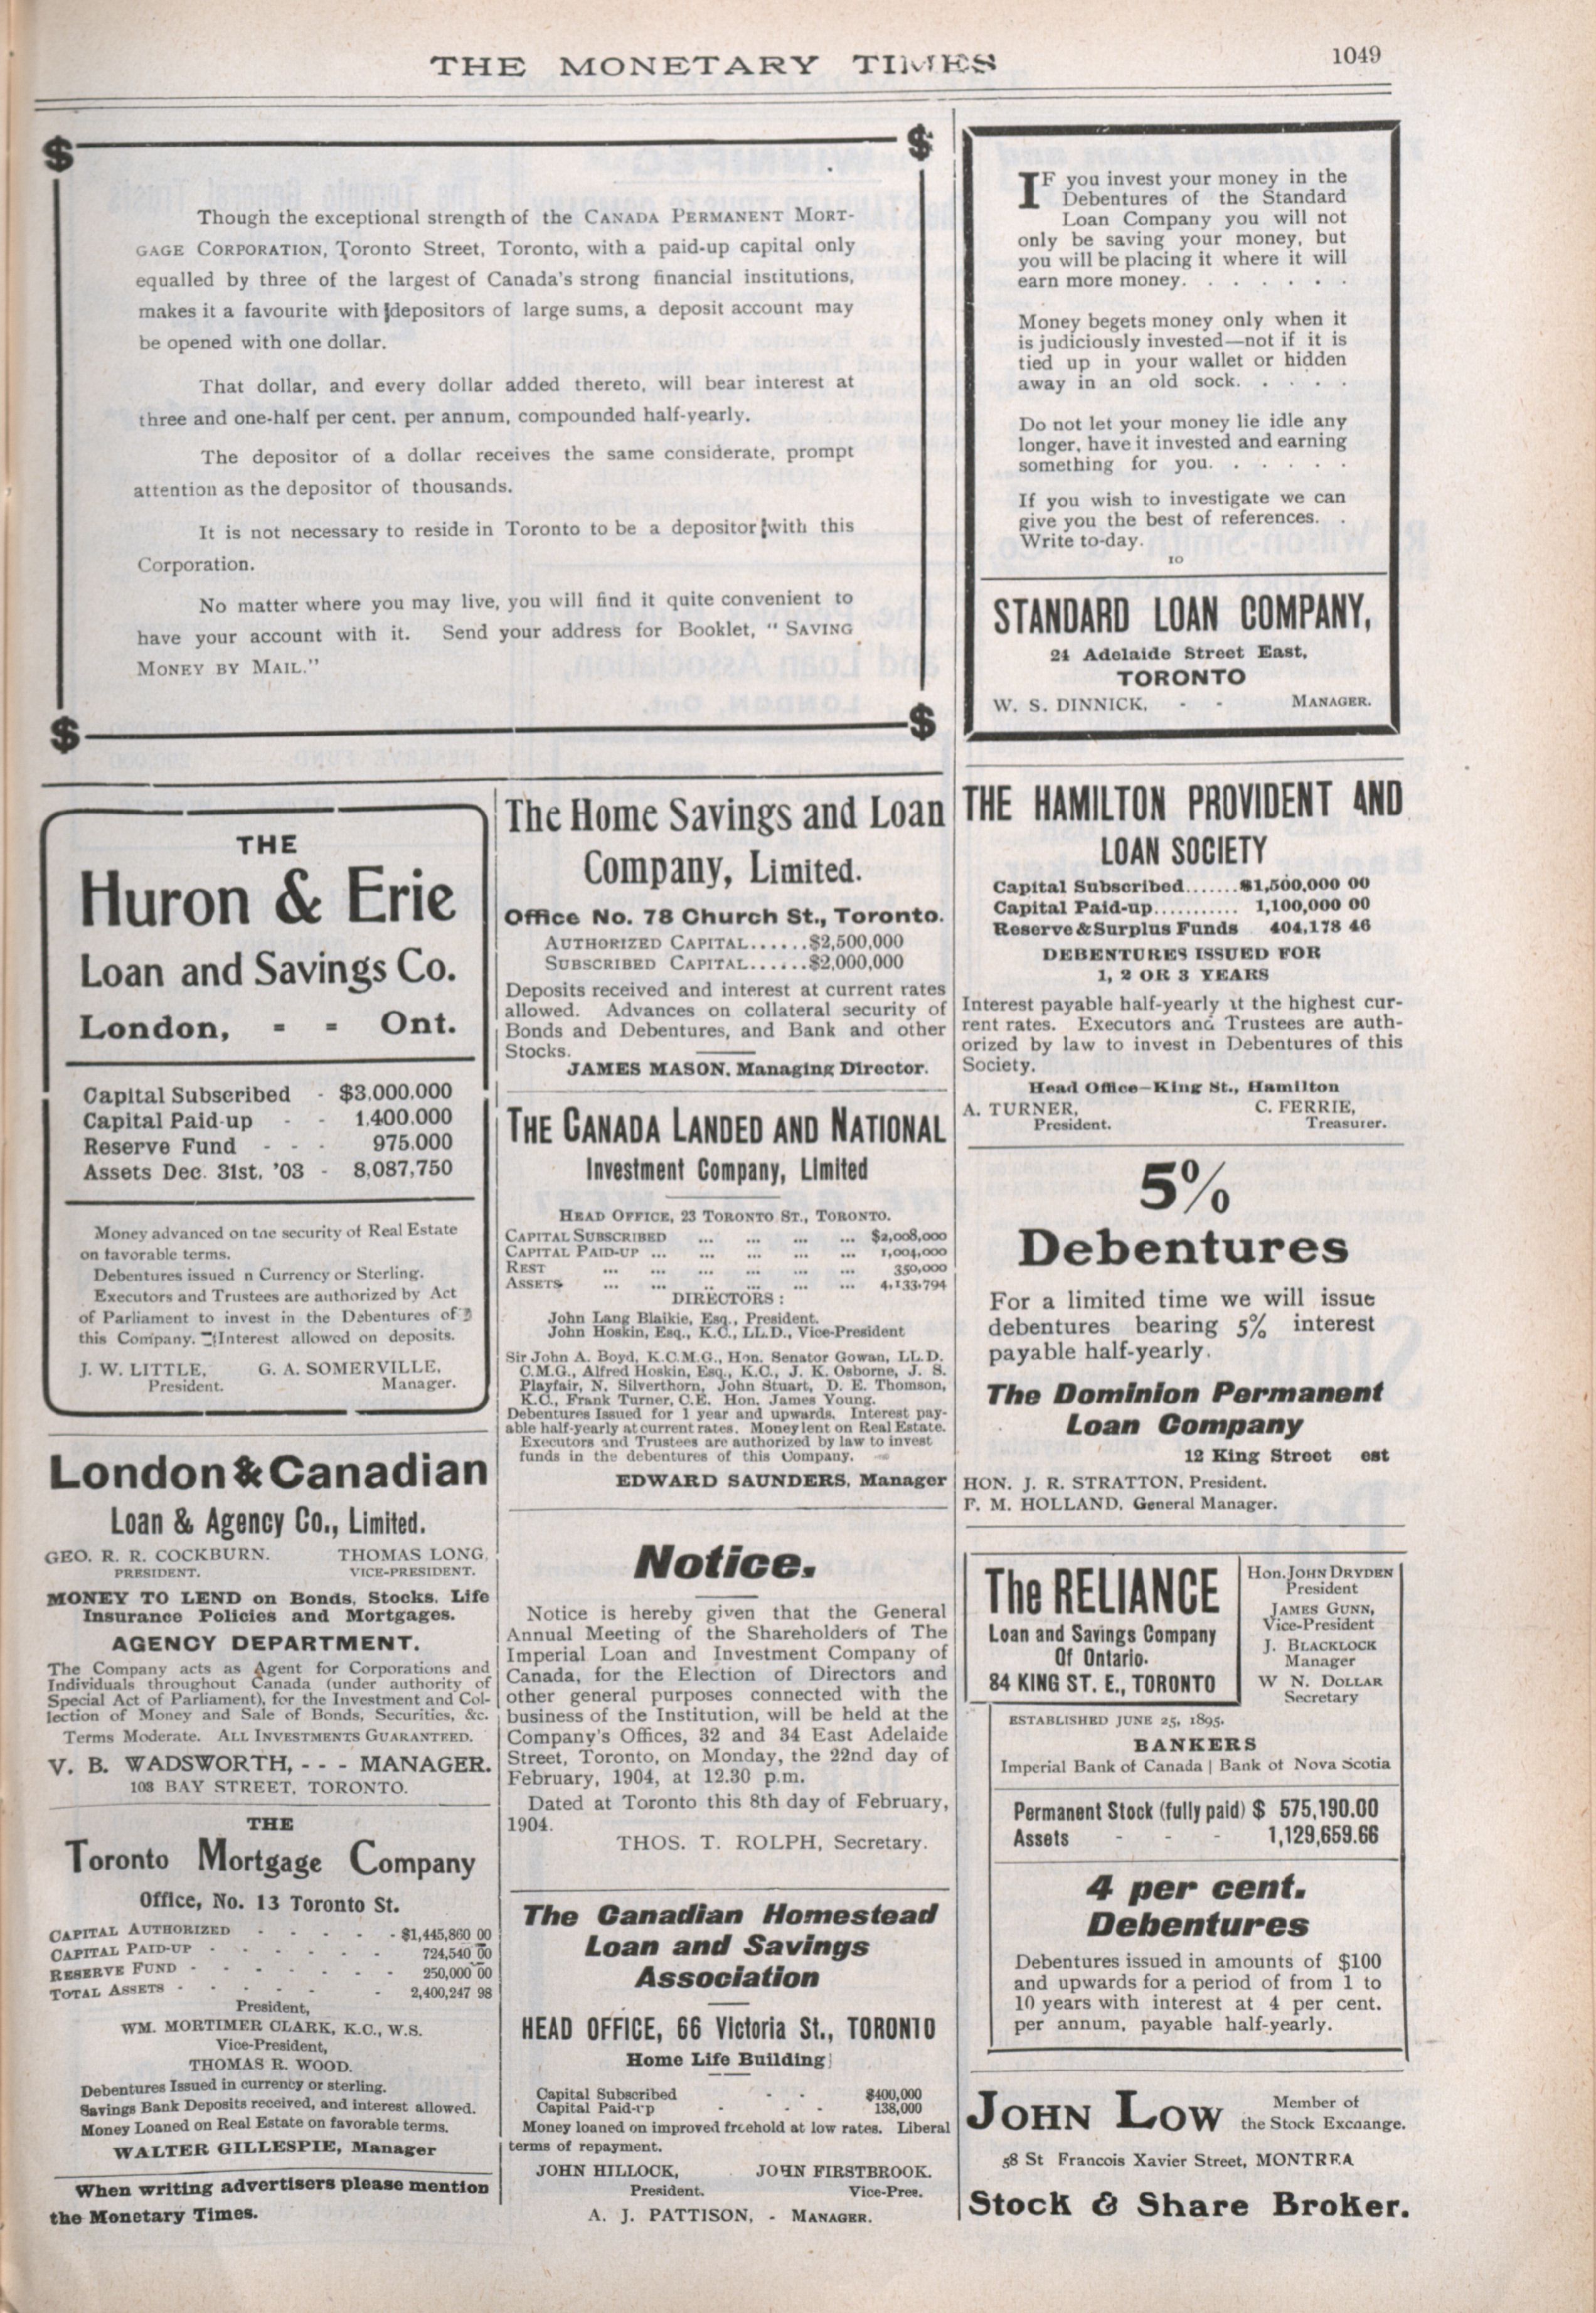 THE MONETARY TIMES
1049
Though the exceptional strength of the CANADA PERMANENT MORT-
GAGE CORPORATION, Toronto Street, Toronto, with a paid-up capital only
equalled by three of the largest of Canada's strong financial institutions,
makes it a favourite with depositors of large sums, a deposit account may
be opened with one dollar.
That dollar, and every dollar added thereto, will bear interest at
three and one-half per cent. per annum, compounded half-yearly.
The depositor of a dollar receives the same considerate, prompt
attention as the depositor of thousands.
It is not necessary to reside in Toronto to be a depositor with this
Corporation.
No matter where you may live, you will find it quite convenient to
have your account with it. Send your address for Booklet, "SAVING
MONEY BY MAIL."
IF you invest your money in the
Debentures of the Standard
Loan Company you will not
only be saving your money, but
you will be placing it where it will
earn more money. . . . . . .
Money begets money only when it
is judiciously invested—not if it is
tied up in your wallet or hidden
away in an old sock. . . . .
Do not let your money lie idle any
longer, have it invested and earning
something for you. . . . . .
If you wish to investigate we can
give you the best of references. .
Write to-day.
10
STANDARD LOAN COMPANY,
24 Adelaide Street East,
TORONTO
W. S. DINNICK, - - MANAGER.
THE
Huron & Erie
Loan and Savings Co.
London, = = Ont.
Capital Subscribed - $3,000,000
Capital Paid-up - - 1,400,000
Reserve Fund - - - 975,000
Assets Dec. 31st, '03 - 8,087,750
Money advanced on the security of Real Estate
on favorable terms.
Debentures issued n Currency or Sterling.
Executors and Trustees are authorized by Act
of Parliament to invest in the Debentures of
this Company. Interest allowed on deposits.
J. W. LITTLE, G. A. SOMERVILLE,
President. Manager.
London & Canadian
Loan & Agency Co., Limited.
GEO. R. R. COCKBURN. THOMAS LONG,
PRESIDENT. VICE-PRESIDENT.
MONEY TO LEND on Bonds, Stocks, Life
Insurance Policies and Mortgages.
AGENCY DEPARTMENT.
The Company acts as Agent for Corporations and
Individuals throughout Canada (under authority of
Special Act of Parliament), for the Investment and Col-
lection of Money and Sale of Bonds, Securities, &c.
Terms Moderate. ALL INVESTMENTS GUARANTEED.
V. B. WADSWORTH, - - - MANAGER.
103 BAY STREET, TORONTO.
THE
Toronto Mortgage Company
Office, No. 13 Toronto St.
CAPITAL AUTHORIZED - - - - - $1,445,860 00
CAPITAL PAID-UP - - - - - - 724,540 00
RESERVE FUND - - - - - - - 250,000 00
TOTAL ASSETS - - - - - - 2,400,247 98
President,
WM. MORTIMER CLARK, K.C., W.S.
Vice-President,
THOMAS R. WOOD.
Debentures Issued in currency or sterling.
Savings Bank Deposits received, and interest allowed.
Money Loaned on Real Estate on favorable terms.
WALTER GILLESPIE, Manager
When writing advertisers please mention
the Monetary Times.
The Home Savings and Loan
Company, Limited.
Office No. 78 Church St., Toronto.
AUTHORIZED CAPITAL......$2,500,000
SUBSCRIBED CAPITAL......$2,000,000
Deposits received and interest at current rates
allowed. Advances on collateral security of
Bonds and Debentures, and Bank and other
Stocks.
JAMES MASON, Managing Director.
THE CANADA LANDED AND NATIONAL
Investment Company, Limited
HEAD OFFICE, 23 TORONTO ST., TORONTO.
CAPITAL SUBSCRIBED ... ... ... ... $2,008,000
CAPITAL PAID-UP ... ... ... ... ... 1,004,000
REST ... ... ... ... ... ... 350,000
ASSETS ... ... ... ... ... ... 4,133,794
DIRECTORS :
John Lang Blaikie, Esq., President.
John Hoskin, Esq., K.C., LL.D., Vice-President
Sir John A. Boyd, K.C.M.G., Hon. Senator Gowan, LL.D.
C.M.G., Alfred Hoskin, Esq., K.C., J. K. Osborne, J. S.
Playfair, N. Silverthorn, John Stuart, D. E. Thomson,
K.C., Frank Turner, C.E. Hon. James Young.
Debentures Issued for 1 year and upwards. Interest pay-
able half-yearly at current rates. Money lent on Real Estate.
Executors and Trustees are authorized by law to invest
funds in the debentures of this Company.
EDWARD SAUNDERS, Manager
Notice.
Notice is hereby given that the General
Annual Meeting of the Shareholders of The
Imperial Loan and Investment Company of
Canada, for the Election of Directors and
other general purposes connected with the
business of the Institution, will be held at the
Company's Offices, 32 and 34 East Adelaide
Street, Toronto, on Monday, the 22nd day of
February, 1904, at 12.30 p.m.
Dated at Toronto this 8th day of February,
1904.
THOS. T. ROLPH, Secretary.
The Canadian Homestead
Loan and Savings
Association
HEAD OFFICE, 66 Victoria St., TORONTO
Home Life Building
Capital Subscribed - - $400,000
Capital Paid-up - - - 138,000
Money loaned on improved freehold at low rates. Liberal
terms of repayment.
JOHN HILLOCK, JOHN FIRSTBROOK.
President. Vice-Pres.
A. J. PATTISON, - MANAGER.
THE HAMILTON PROVIDENT AND
LOAN SOCIETY
Capital Subscribed.......$1,500,000 00
Capital Paid-up........... 1,100,000 00
Reserve & Surplus Funds 404,178 46
DEBENTURES ISSUED FOR
1, 2 OR 3 YEARS
Interest payable half-yearly at the highest cur-
rent rates. Executors and Trustees are auth-
orized by law to invest in Debentures of this
Society.
Head Office—King St., Hamilton
A. TURNER, C. FERRIE,
President. Treasurer.
5%
Debentures
For a limited time we will issue
debentures bearing 5% interest
payable half-yearly.
The Dominion Permanent
Loan Company
12 King Street est
HON. J. R. STRATTON, President.
F. M. HOLLAND, General Manager.
The RELIANCE
Loan and Savings Company
Of Ontario.
84 KING ST. E., TORONTO
Hon. JOHN DRYDEN
President
JAMES GUNN,
Vice-President
J. BLACKLOCK
Manager
W N. DOLLAR
Secretary
ESTABLISHED JUNE 25, 1895.
BANKERS
Imperial Bank of Canada | Bank of Nova Scotia
Permanent Stock (fully paid) $ 575,190.00
Assets - - - 1,129,659.66
4 per cent.
Debentures
Debentures issued in amounts of $100
and upwards for a period of from 1 to
10 years with interest at 4 per cent.
per annum, payable half-yearly.
JOHN LOW Member of
the Stock Exchange.
58 St Francois Xavier Street, MONTREA
Stock & Share Broker.